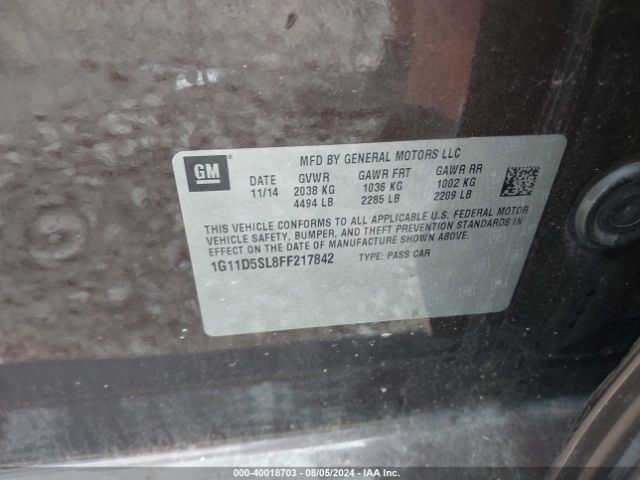 GM
MFD BY GENERAL MOTORS LLC
DATE GVWR GAWR FRT GAWR RR
11/14 2038 KG 1036 KG 1002 KG
4494 LB 2285 LB 2209 LB
THIS VEHICLE CONFORMS TO ALL APPLICABLE U.S. FEDERAL MOTOR
VEHICLE SAFETY, BUMPER, AND THEFT PREVENTION STANDARDS IN
EFFECT ON THE DATE OF MANUFACTURE SHOWN ABOVE.
1G11D5SL8FF217842 TYPE: PASS CAR
000-40018703 - 08/05/2024 - IAA Inc.